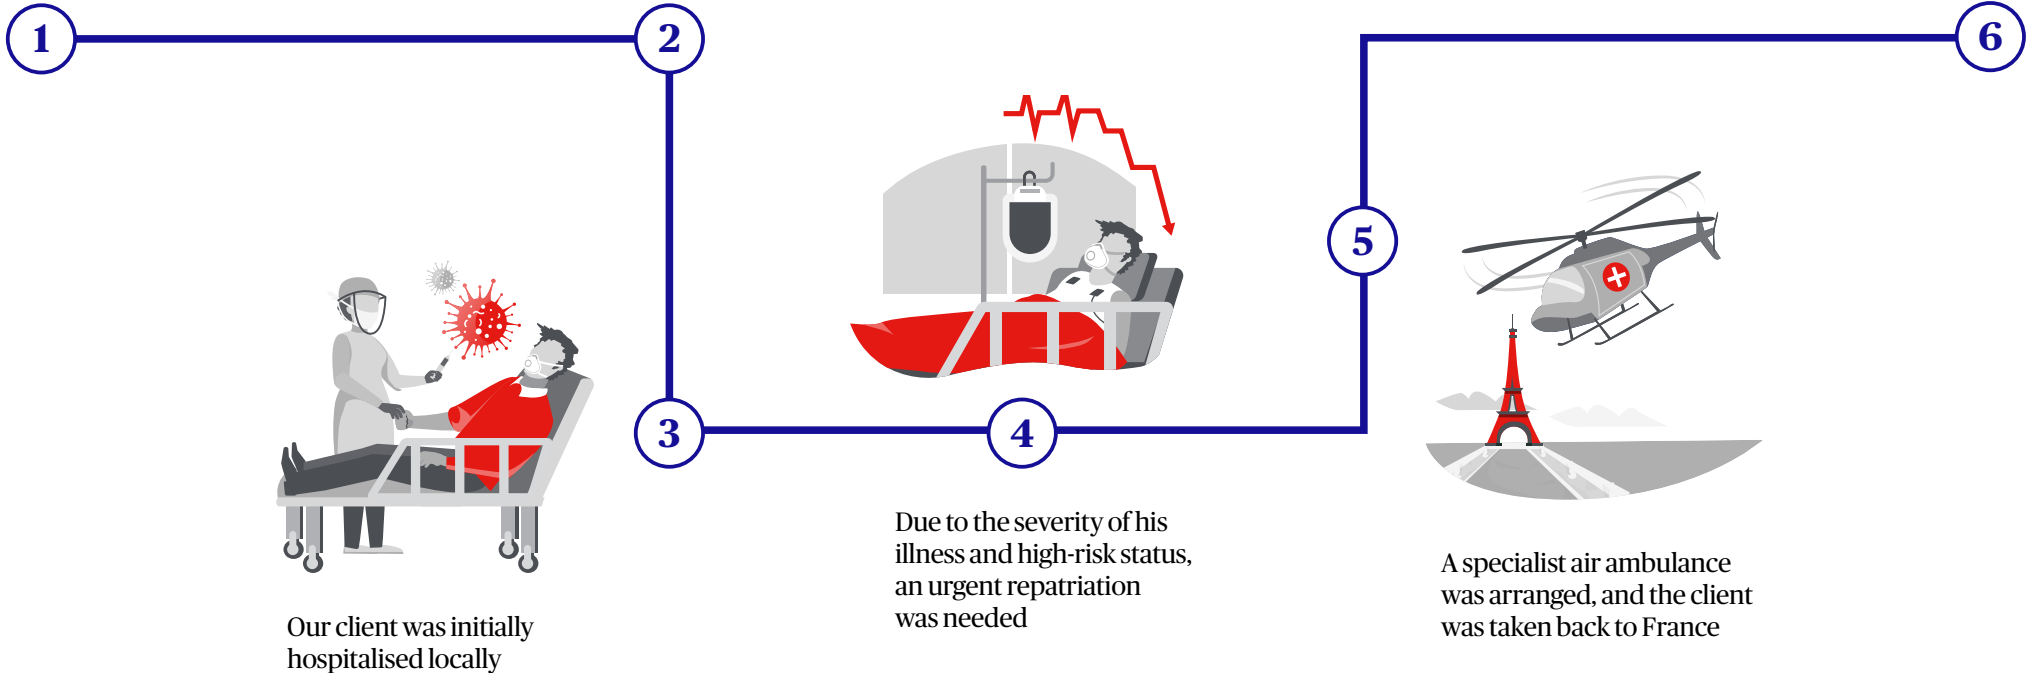 1
2
3
4
5
6
Our client was initially
hospitalised locally
Due to the severity of his
illness and high-risk status,
an urgent repatriation
was needed
A specialist air ambulance
was arranged, and the client
was taken back to France